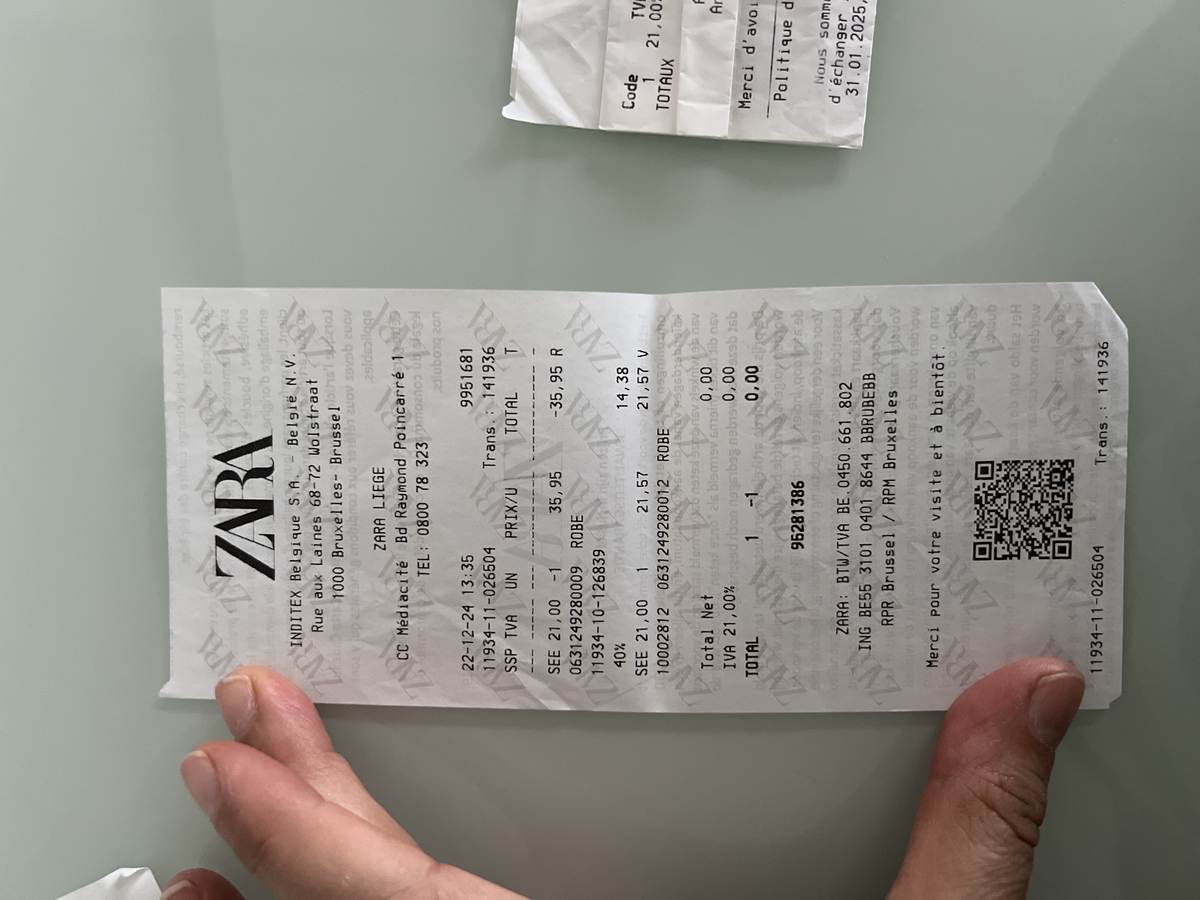 Code TV
1 21,00
TOTAUX
Merci d'avoi
Politique d
Nous somm
d'échanger
31.01.2025,
ZARA
INDITEX Belgique S.A. - België N.V.
Rue aux Laines 68-72 Wolstraat
1000 Bruxelles- Brussel
ZARA LIEGE
CC Médiacité Bd Raymond Poincarré 1
TEL: 0800 78 323
22-12-24 13:35 9951681
11934-11-026504 Trans.: 141936
SSP TVA UN PRIX/U TOTAL T
SEE 21,00 -1 35,95 -35,95 R
0631249280009 ROBE
11934-10-126839
40% 14,38
SEE 21,00 1 21,57 21,57 V
10002812 0631249280012 ROBE
Total Net 0,00
IVA 21,00% 0,00
TOTAL 1 -1 0,00
96281386
ZARA: BTW/TVA BE.0450.661.802
ING BE55 3101 0401 8644 BBRUBEBB
RPR Brussel / RPM Bruxelles
Merci pour votre visite et à bientôt.
11934-11-026504 Trans.: 141936